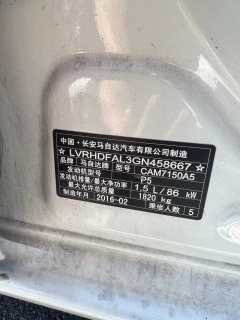 中国·长安马自达汽车有限公司制造
LVRHDFAL3GN458667
品牌 马自达牌 型号 CAM7150A5
发动机型号 P5
发动机排量/最大净功率 1.5 L/86 kW
最大允许总质量 1820 kg
制造年月 2016-02 乘坐人数 5